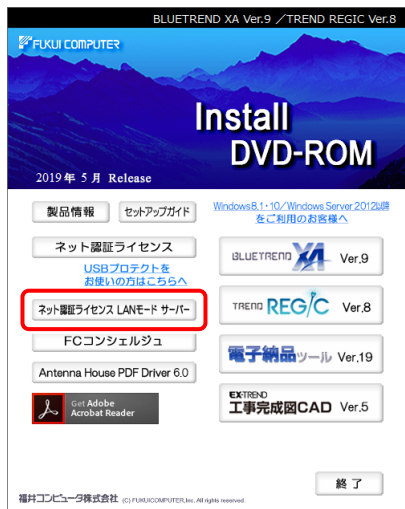 BLUETREND XA Ver.9 ／TREND REGIC Ver.8
FUKUI COMPUTER
Install
DVD-ROM
2019年 5月 Release
製品情報
セットアップガイド
Windows8.1・10／Windows Server 2012以降
をご利用のお客様へ
ネット認証ライセンス
USBプロテクトを
お使いの方はこちらへ
ネット認証ライセンス LANモード サーバー
FCコンシェルジュ
Antenna House PDF Driver 6.0
Get Adobe
Acrobat Reader
BLUETREND XA Ver.9
TREND REGIC Ver.8
電子納品ツール Ver.19
EX-TREND
工事完成図CAD Ver.5
終了
福井コンピュータ株式会社 (C) FUKUICOMPUTER,Inc. All rights reserved.